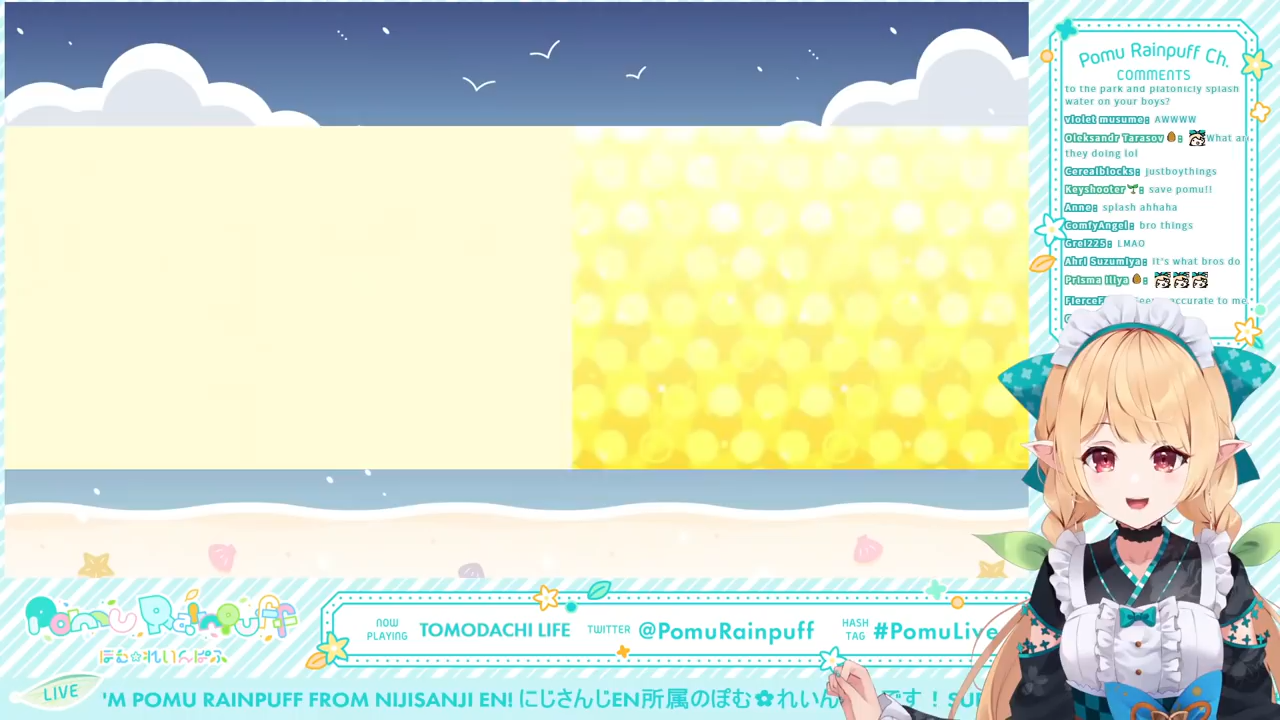 Pomu Rainpuff Ch.
COMMENTS
to the park and platonicly splash
water on your boys?
violet musume: AWWWW
Oleksandr Tarasov: What ar
they doing lol
Cerealblocks: justboythings
Keyshooter: save pomu!!
Anne: splash ahhaha
ComfyAngel: bro things
Grel225: LMAO
Ahri Suzumiya: It's what bros do
Prisma Illya:
accurate to me
Pomu Rainpuff
ぽむ✿れいんぱふ
NOW
PLAYING
TOMODACHI LIFE
TWITTER
@PomuRainpuff
HASH
TAG
#PomuLive
LIVE
'M POMU RAINPUFF FROM NIJISANJI EN! にじさんじEN所属のぽむ✿れいん です！